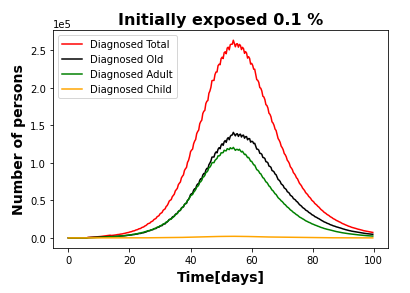 Initially exposed 0.1 %
1e5
Diagnosed Total
Diagnosed Old
Diagnosed Adult
Diagnosed Child
Number of persons
2.5
2.0
1.5
1.0
0.5
0.0
0 20 40 60 80 100
Time[days]